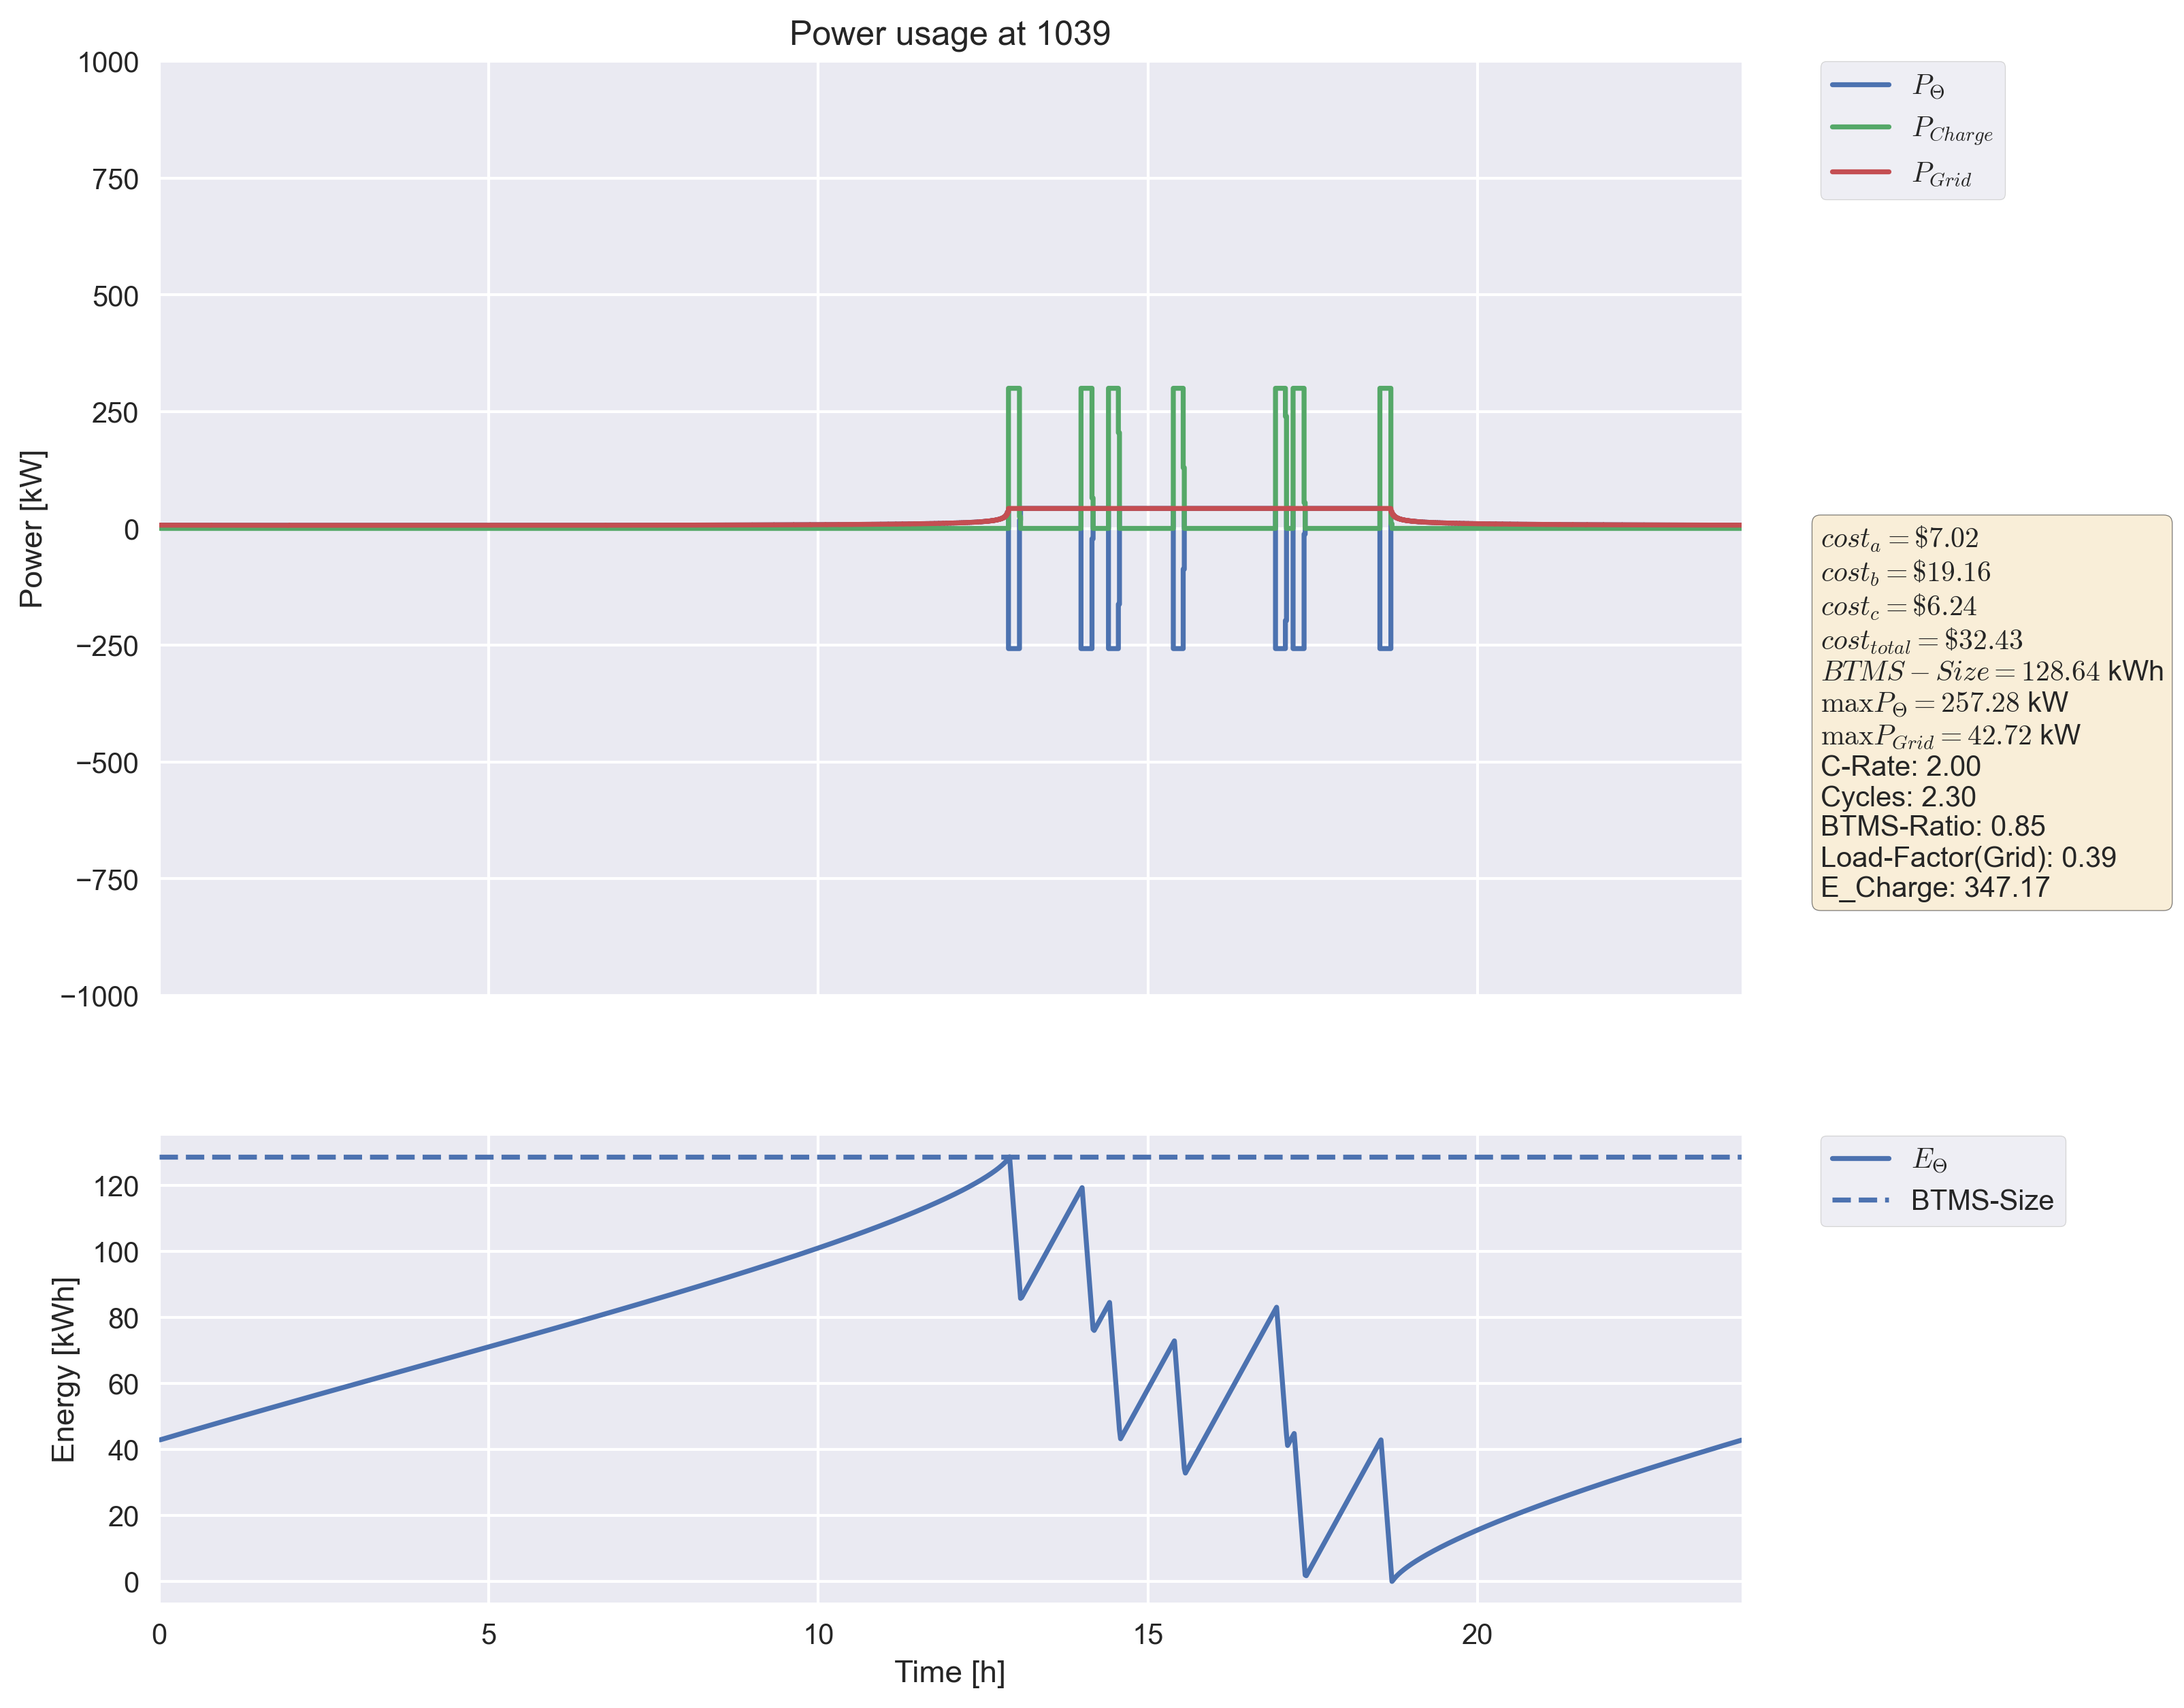 Power usage at 1039
1000
750
500
250
0
−250
−500
−750
−1000
Power [kW]
P_Θ
P_Charge
P_Grid
cost_a = $7.02
cost_b = $19.16
cost_c = $6.24
cost_total = $32.43
BTMS − Size = 128.64 kWh
maxP_Θ = 257.28 kW
maxP_Grid = 42.72 kW
C-Rate: 2.00
Cycles: 2.30
BTMS-Ratio: 0.85
Load-Factor(Grid): 0.39
E_Charge: 347.17
120
100
80
60
40
20
0
Energy [kWh]
E_Θ
BTMS-Size
0 5 10 15 20
Time [h]